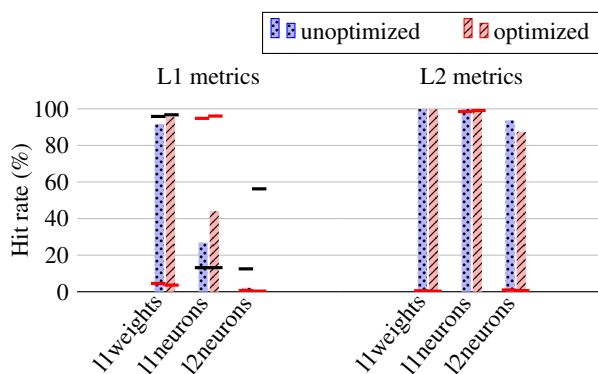 unoptimized optimized
L1 metrics L2 metrics
100
80
60
40
20
0
Hit rate (%)
l1weights
l1neurons
l2neurons
l1weights
l1neurons
l2neurons